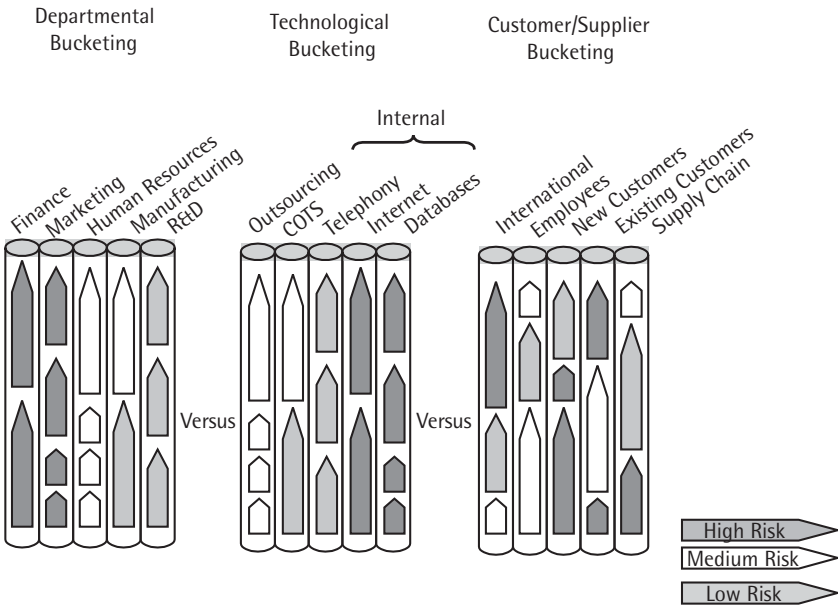 Departmental
Bucketing
Technological
Bucketing
Customer/Supplier
Bucketing
Internal
Finance
Marketing
Human Resources
Manufacturing
R&D
Outsourcing
COTS
Telephony
Internet
Databases
International
Employees
New Customers
Existing Customers
Supply Chain
Versus
Versus
High Risk
Medium Risk
Low Risk